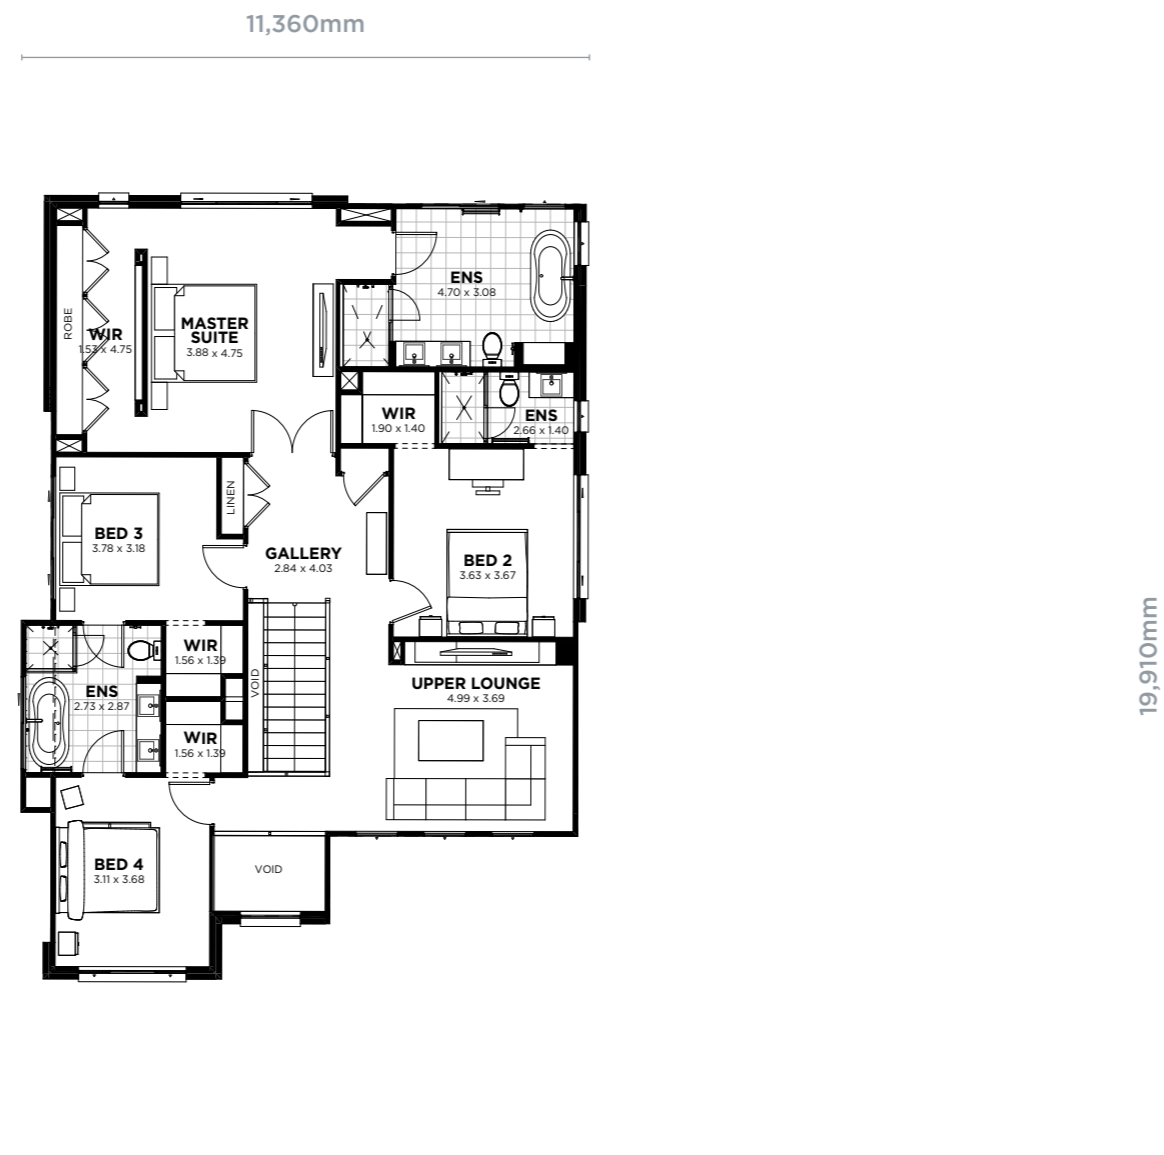 11,360mm
ENS
4.70 x 3.08
ROBE
WIR
1.53 x 4.75
MASTER
SUITE
3.88 x 4.75
WIR
1.90 x 1.40
ENS
2.66 x 1.40
LINEN
BED 3
3.78 x 3.18
GALLERY
2.84 x 4.03
BED 2
3.63 x 3.67
19,910mm
WIR
1.56 x 1.39
VOID
ENS
2.73 x 2.87
UPPER LOUNGE
4.99 x 3.69
WIR
1.56 x 1.39
BED 4
3.11 x 3.68
VOID